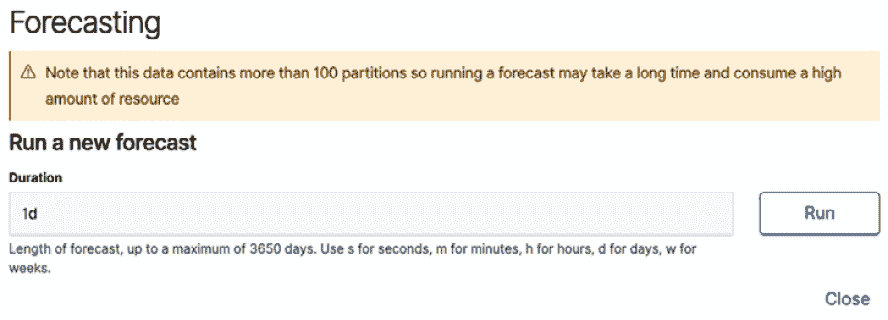 Forecasting
⚠ Note that this data contains more than 100 partitions so running a forecast may take a long time and consume a high
amount of resource
Run a new forecast
Duration
1d
Run
Length of forecast, up to a maximum of 3650 days. Use s for seconds, m for minutes, h for hours, d for days, w for
weeks.
Close